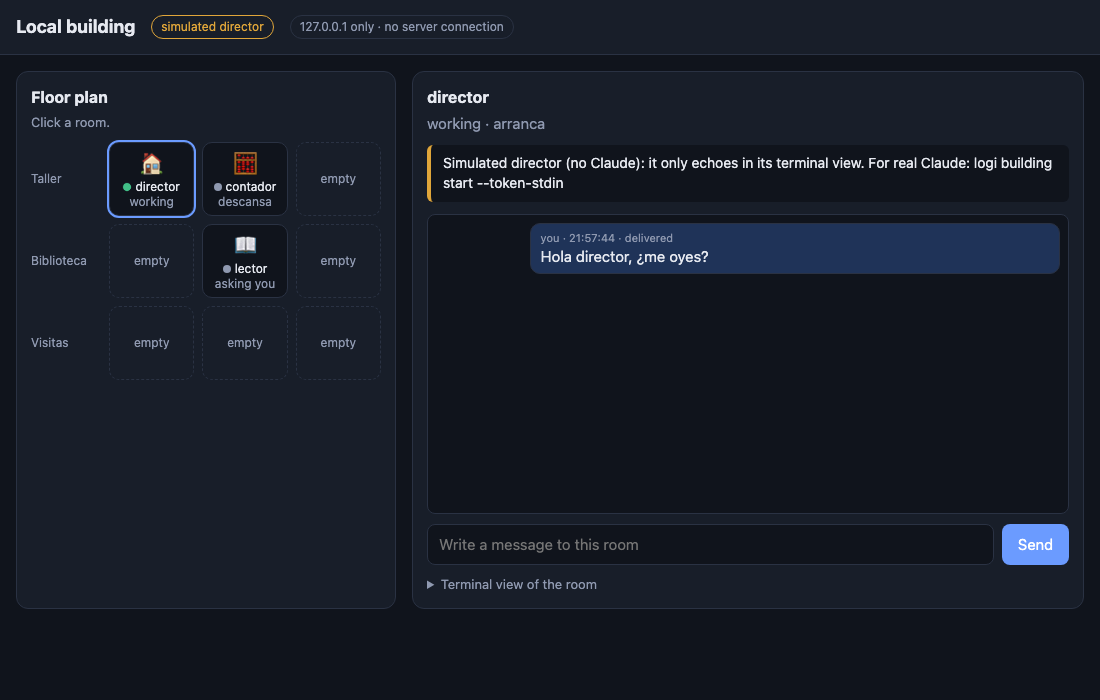 Local building
simulated director
127.0.0.1 only · no server connection
Floor plan
Click a room.
Taller
director
working
contador
descansa
empty
Biblioteca
empty
lector
asking you
empty
Visitas
empty
empty
empty
director
working · arranca
Simulated director (no Claude): it only echoes in its terminal view. For real Claude: logi building
start --token-stdin
you · 21:57:44 · delivered
Hola director, ¿me oyes?
Write a message to this room
Send
Terminal view of the room